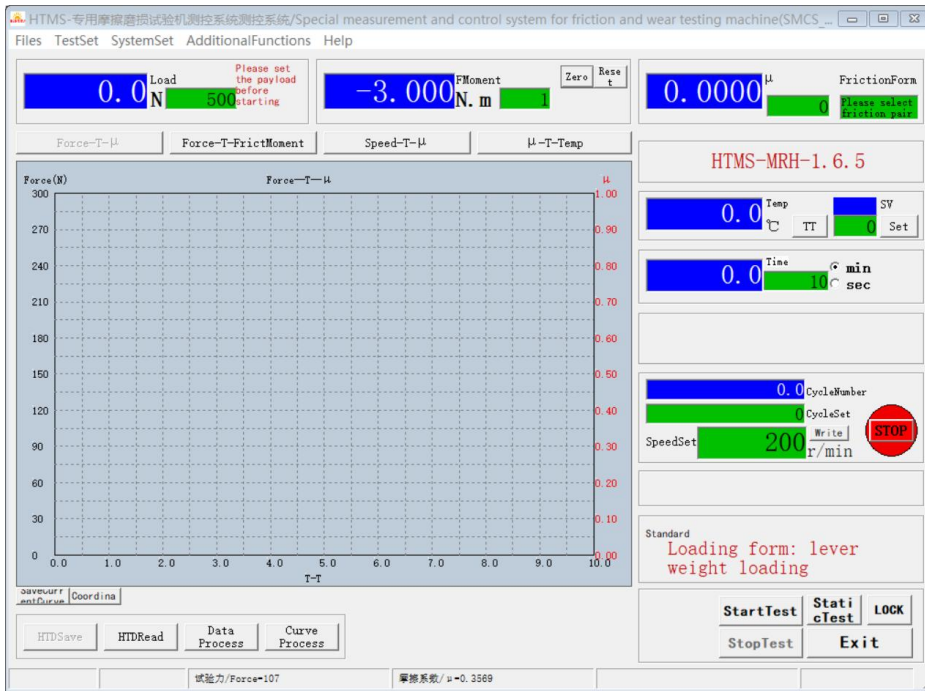 HTMS-专用摩擦磨损试验机测控系统测控系统/Special measurement and control system for friction and wear testing machine(SMCS_...
Files TestSet SystemSet AdditionalFunctions Help
0.0 Load N 500
Please set
the payload
before
starting
-3.000 FMoment N.m 1
Zero
Rese
t
0.0000 μ 0
FrictionForm
Please select
friction pair
Force-T-μ
Force-T-FrictMoment
Speed-T-μ
μ-T-Temp
HTMS-MRH-1.6.5
Force(N) Force—T—μ μ
300 1.00
270 0.90
240 0.80
210 0.70
180 0.60
150 0.50
120 0.40
90 0.30
60 0.20
30 0.10
0 0.00
0.0 1.0 2.0 3.0 4.0 5.0 6.0 7.0 8.0 9.0 10.0
T-T
0.0 Temp ℃ TT
SV
0 Set
0.0 Time 10
min
sec
0.0 CycleNumber
0 CycleSet
SpeedSet 200 Write
r/min
STOP
Standard
Loading form: lever
weight loading
SaveCurr
entCurve
Coordina
HTDSave
HTDRead
Data
Process
Curve
Process
StartTest
Stati
cTest
LOCK
StopTest
Exit
试验力/Force=107
摩擦系数/μ=0.3569